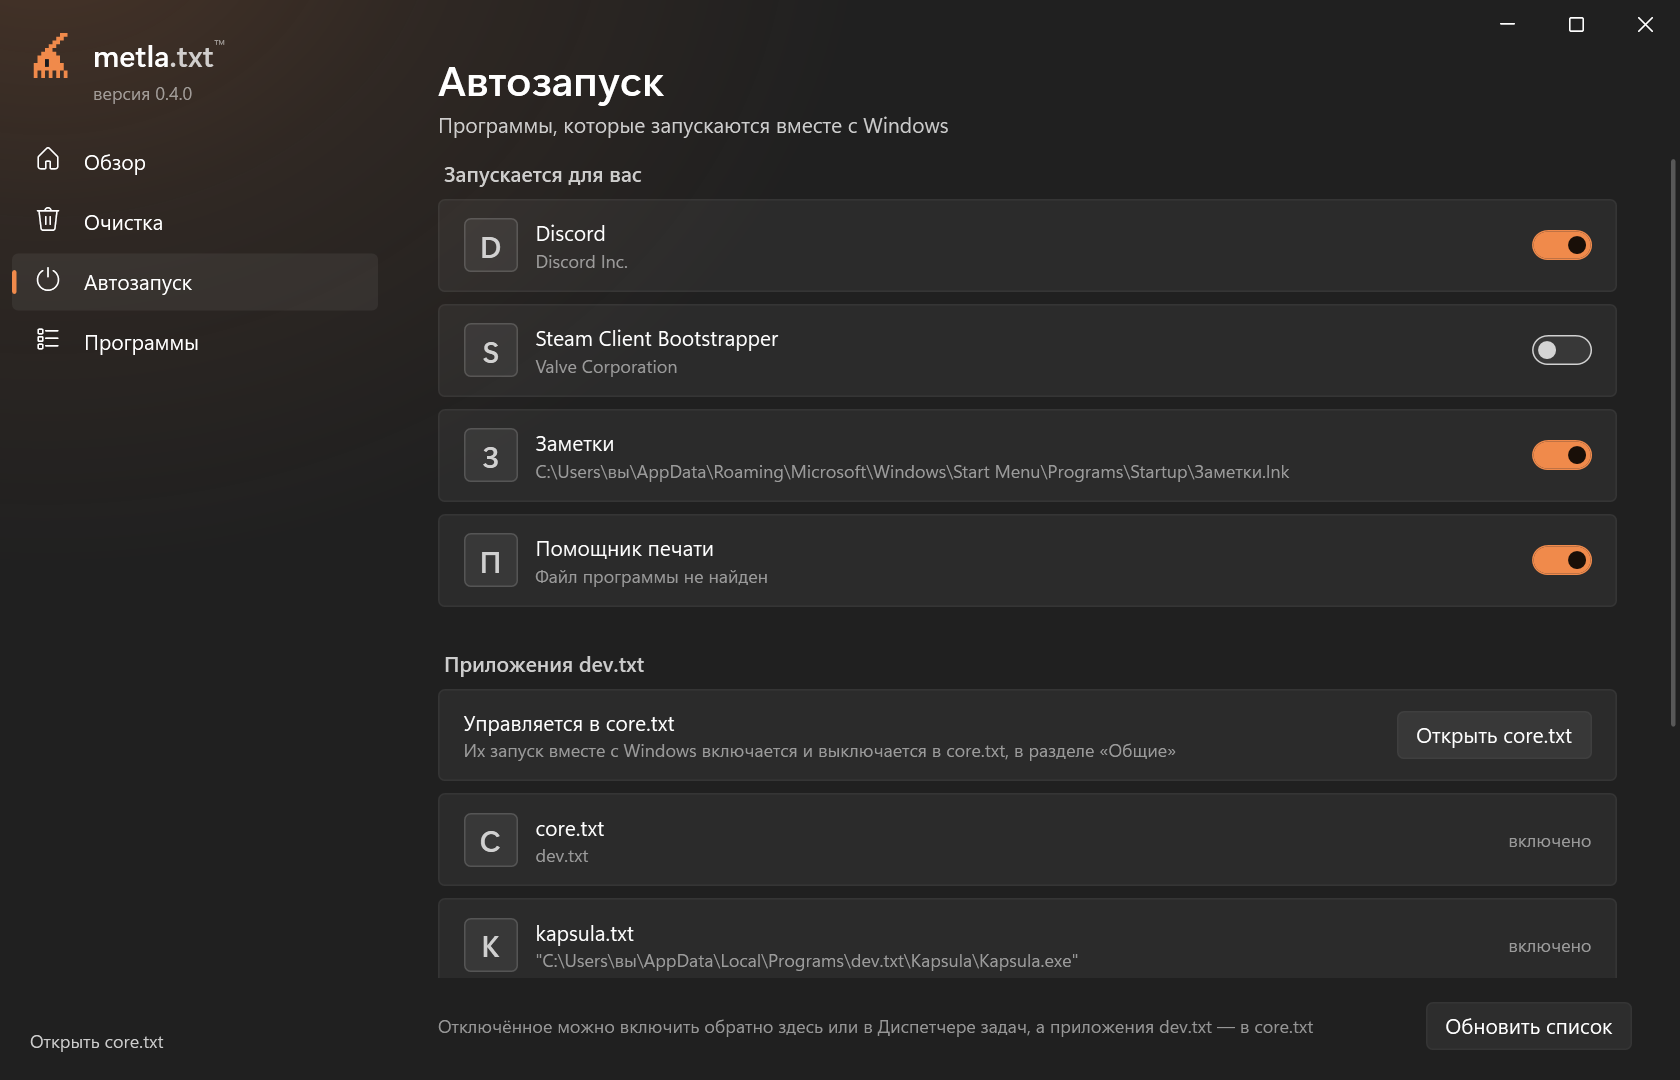 metla.txt™
версия 0.4.0
Обзор
Очистка
Автозапуск
Программы
Открыть core.txt
Автозапуск
Программы, которые запускаются вместе с Windows
Запускается для вас
D
Discord
Discord Inc.
S
Steam Client Bootstrapper
Valve Corporation
З
Заметки
C:\Users\вы\AppData\Roaming\Microsoft\Windows\Start Menu\Programs\Startup\Заметки.lnk
П
Помощник печати
Файл программы не найден
Приложения dev.txt
Управляется в core.txt
Их запуск вместе с Windows включается и выключается в core.txt, в разделе «Общие»
Открыть core.txt
C
core.txt
dev.txt
включено
K
kapsula.txt
"C:\Users\вы\AppData\Local\Programs\dev.txt\Kapsula\Kapsula.exe"
включено
Отключённое можно включить обратно здесь или в Диспетчере задач, а приложения dev.txt — в core.txt
Обновить список